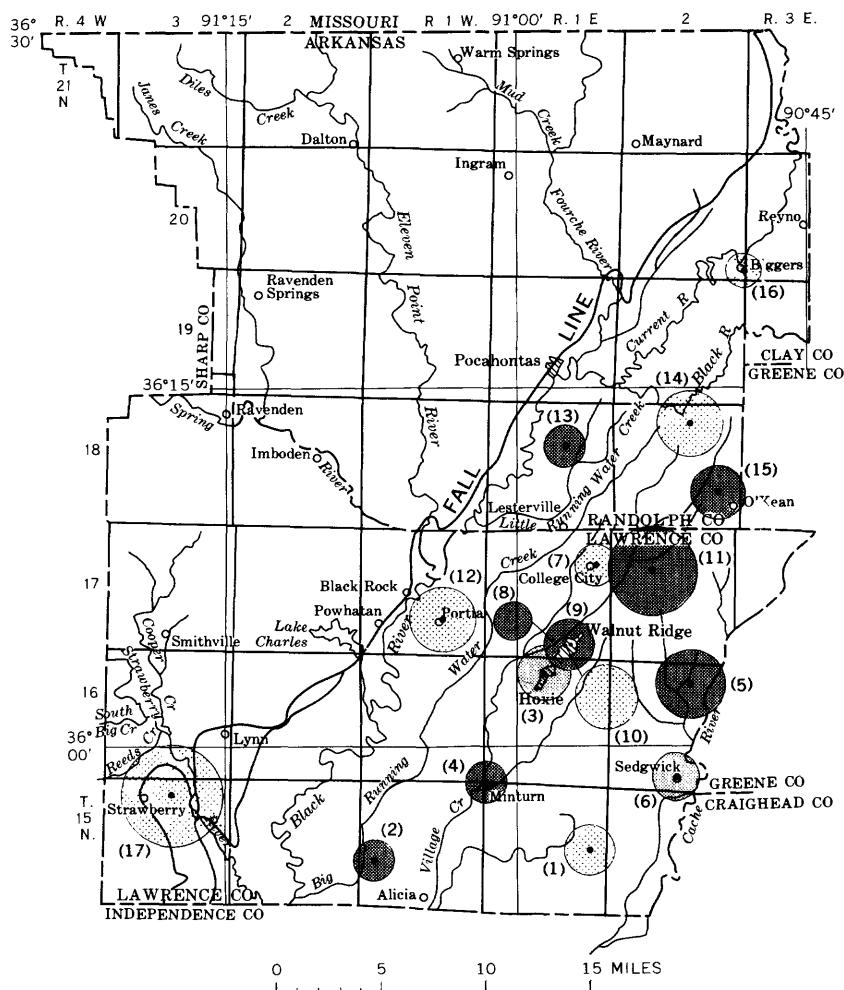 36° R. 4 W 3 91°15' 2 MISSOURI R 1 W. 91°00' R. 1 E 2 R. 3 E.
30' ARKANSAS
T
21
N
Warm Springs
Diles
Creek
Mud
Creek
Janes
Creek
90°45'
Dalton
Maynard
Ingram
20
Eleven
Point
River
Fourche River
Reyno
Biggers
(16)
Ravenden
Springs
19
SHARP CO
FALL LINE
Current R
Black R
Pocahontas
CLAY CO
GREENE CO
36°15'
(14)
Spring
River
Ravenden
(13)
18
Imboden
Running Water Creek
Little
(15)
O'Kean
Lesterville
RANDOLPH CO
LAWRENCE CO
Creek
(7)
College City
(11)
17
(12)
Black Rock
Powhatan
Portia
(8)
(9)
Lake
Charles
Walnut Ridge
Smithville
Cooper
Cr
Strawberry
River
Water
16
Hoxie
(3)
(5)
South
Big Cr
(10)
36°
00'
Reeds Cr
Lynn
River
Sedgwick
(4)
Minturn
(6)
GREENE CO
CRAIGHEAD CO
T.
15
N.
Strawberry
River
(17)
Black
Running
Village Cr
Cache
(2)
(1)
Big
Alicia
LAWRENCE CO
INDEPENDENCE CO
0 5 10 15 MILES